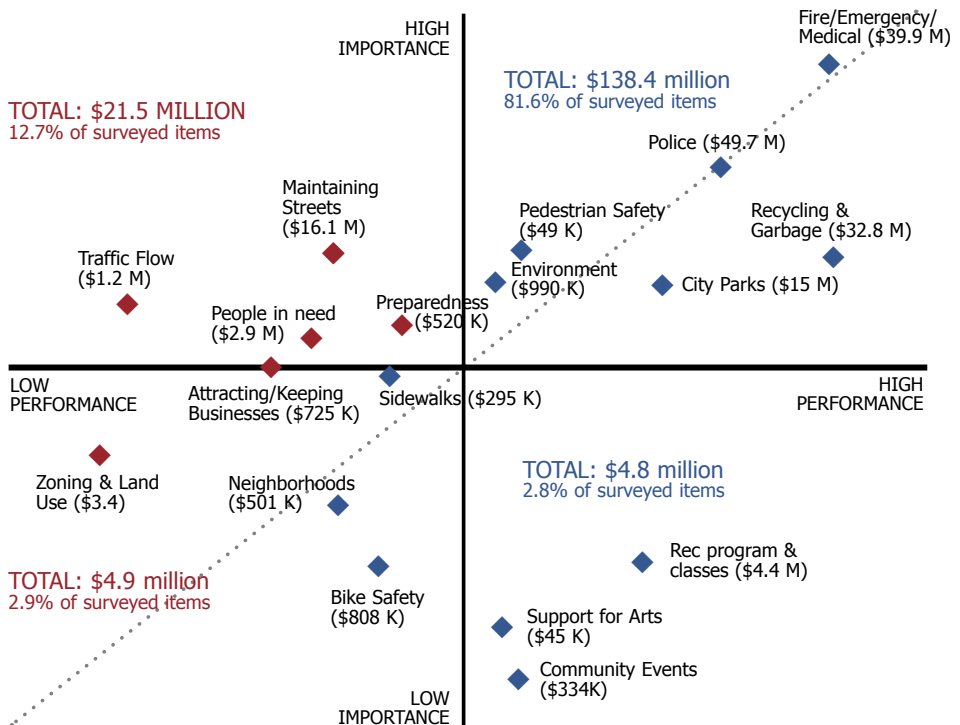 HIGH
IMPORTANCE
Fire/Emergency/
Medical ($39.9 M)
TOTAL: $21.5 MILLION
12.7% of surveyed items
TOTAL: $138.4 million
81.6% of surveyed items
Police ($49.7 M)
Maintaining
Streets
($16.1 M)
Pedestrian Safety
($49 K)
Recycling &
Garbage ($32.8 M)
Traffic Flow
($1.2 M)
Environment
($990 K)
City Parks ($15 M)
People in need
($2.9 M)
Preparedness
($520 K)
LOW
PERFORMANCE
Attracting/Keeping
Businesses ($725 K)
Sidewalks ($295 K)
HIGH
PERFORMANCE
Zoning & Land
Use ($3.4)
Neighborhoods
($501 K)
TOTAL: $4.8 million
2.8% of surveyed items
TOTAL: $4.9 million
2.9% of surveyed items
Bike Safety
($808 K)
Rec program &
classes ($4.4 M)
Support for Arts
($45 K)
Community Events
($334K)
LOW
IMPORTANCE